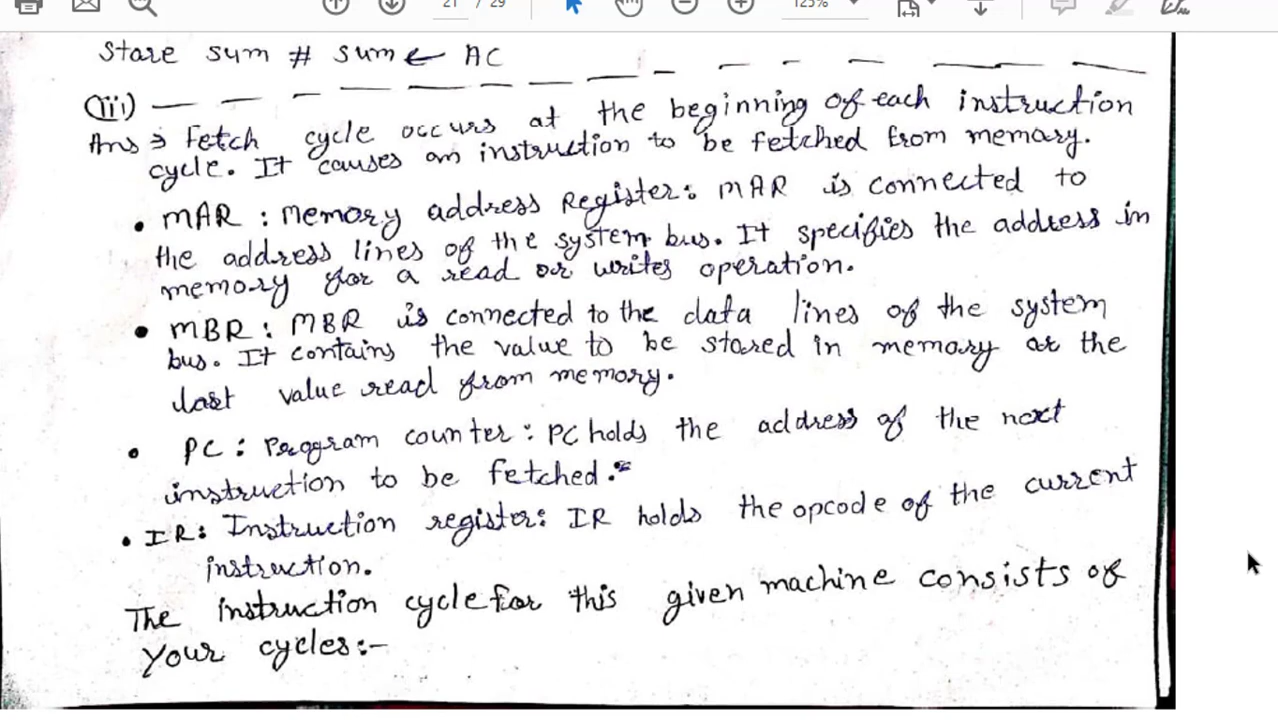 21 / 29
125%
Store sum # sum ← AC
(iii)
Ans → Fetch cycle occurs at the beginning of each instruction
cycle. It causes an instruction to be fetched from memory.
• MAR : Memory address Register: MAR is connected to
the address lines of the system bus. It specifies the address in
memory for a read or writes operation.
• MBR : MBR is connected to the data lines of the system
bus. It contains the value to be stored in memory or the
last value read from memory.
• PC : Program counter : PC holds the address of the next
instruction to be fetched.
• IR: Instruction register: IR holds the opcode of the current
instruction.
The instruction cycle for this given machine consists of
your cycles:-